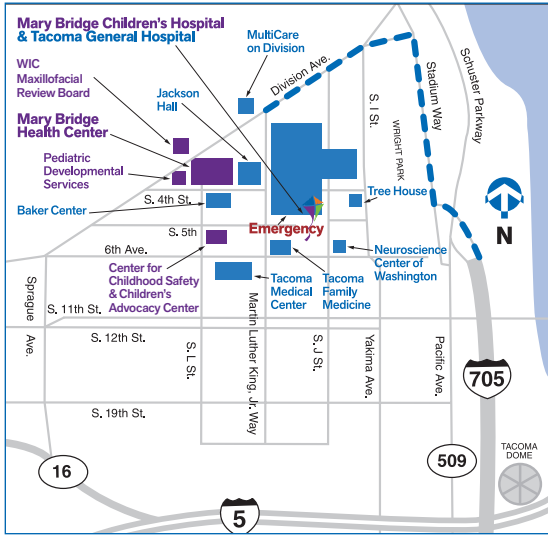 Mary Bridge Children's Hospital
& Tacoma General Hospital
MultiCare
on Division
Division Ave.
WIC
Maxillofacial
Review Board
Jackson
Hall
Mary Bridge
Health Center
Pediatric
Developmental
Services
Baker Center
S. 4th St.
S. 5th
6th Ave.
Emergency
Tree House
S. I St.
WRIGHT PARK
Stadium Way
Schuster Parkway
N
Neuroscience
Center of
Washington
Center for
Childhood Safety
& Children's
Advocacy Center
Tacoma
Medical
Center
Tacoma
Family
Medicine
Sprague
Ave.
S. 11th St.
S. 12th St.
S. 19th St.
S. L St.
Martin Luther King, Jr. Way
S. J St.
Yakima Ave.
Pacific Ave.
705
16
5
509
TACOMA
DOME